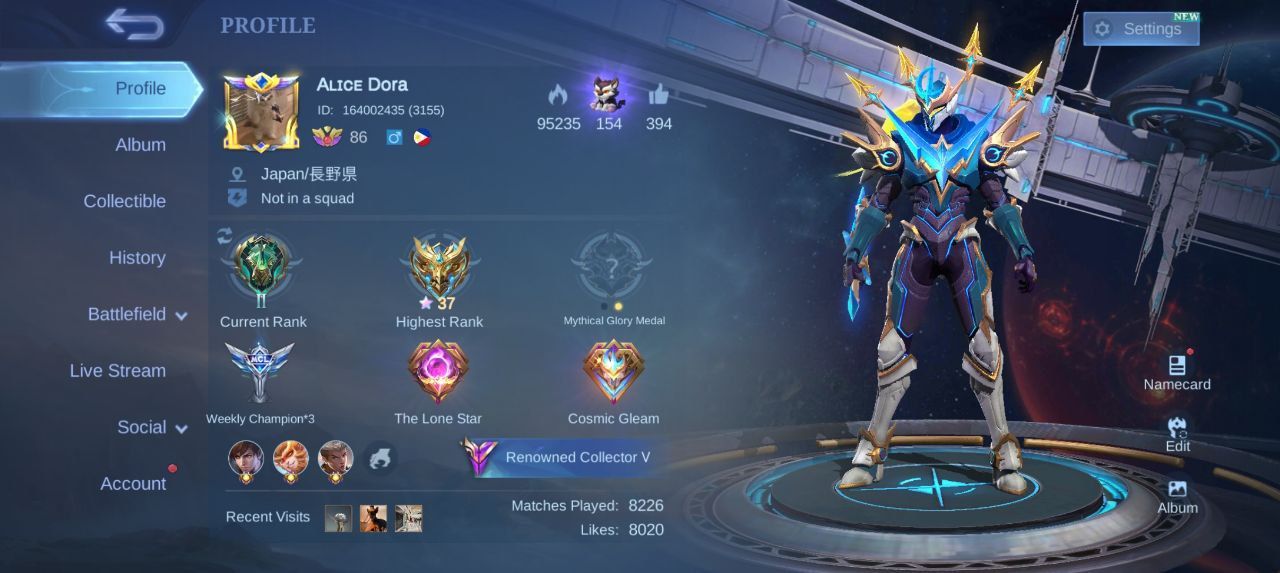 PROFILE
NEW
Settings
Profile
Album
Collectible
History
Battlefield
Live Stream
Social
Account
Alice Dora
ID: 164002435 (3155)
86
95235 154 394
Japan/長野県
Not in a squad
II
Current Rank
37
Highest Rank
?
Mythical Glory Medal
MCL
Weekly Champion*3
The Lone Star
Cosmic Gleam
Renowned Collector V
Recent Visits
Matches Played: 8226
Likes: 8020
Namecard
Edit
Album